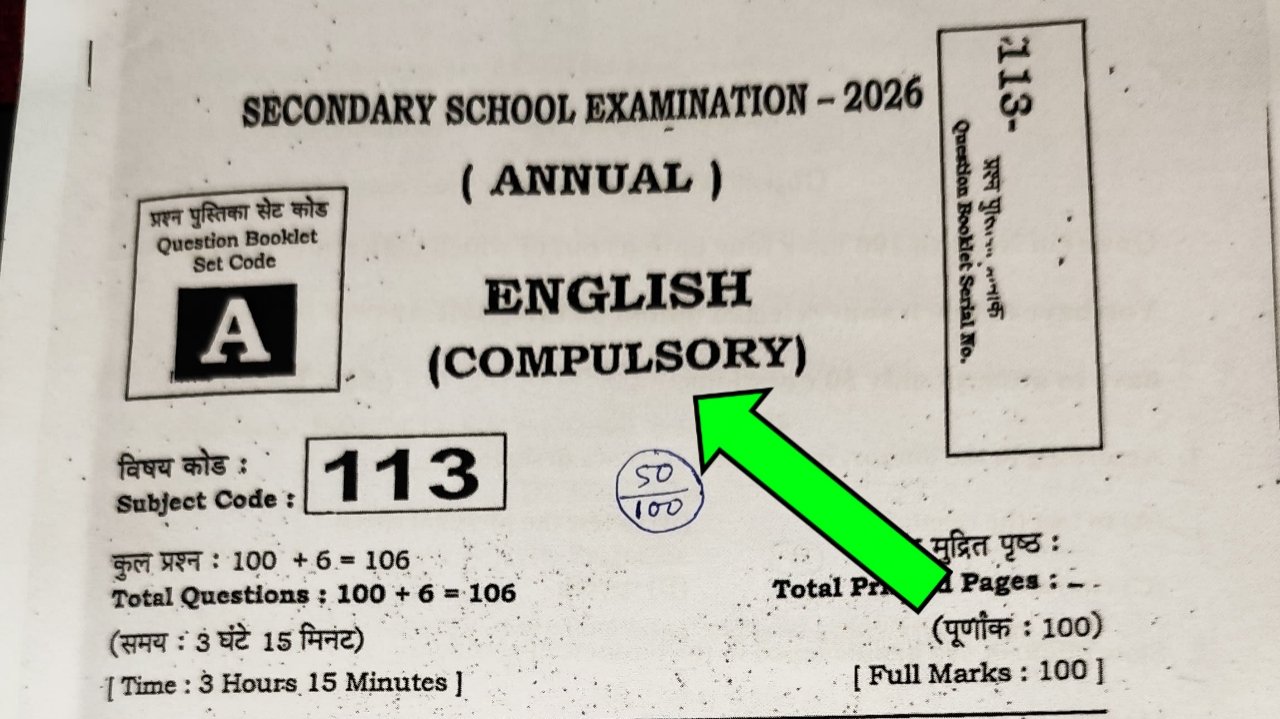 SECONDARY SCHOOL EXAMINATION – 2026
( ANNUAL )
ENGLISH
(COMPULSORY)
प्रश्न पुस्तिका सेट कोड
Question Booklet
Set Code
A
113-
प्रश्न
Question Booklet Serial No.
विषय कोड :
Subject Code : 113
50
100
कुल प्रश्न : 100 + 6 = 106
Total Questions : 100 + 6 = 106
(समय : 3 घंटे 15 मिनट)
[ Time : 3 Hours 15 Minutes ]
मुद्रित पृष्ठ :
Total Pages :
(पूर्णांक : 100)
[ Full Marks : 100 ]